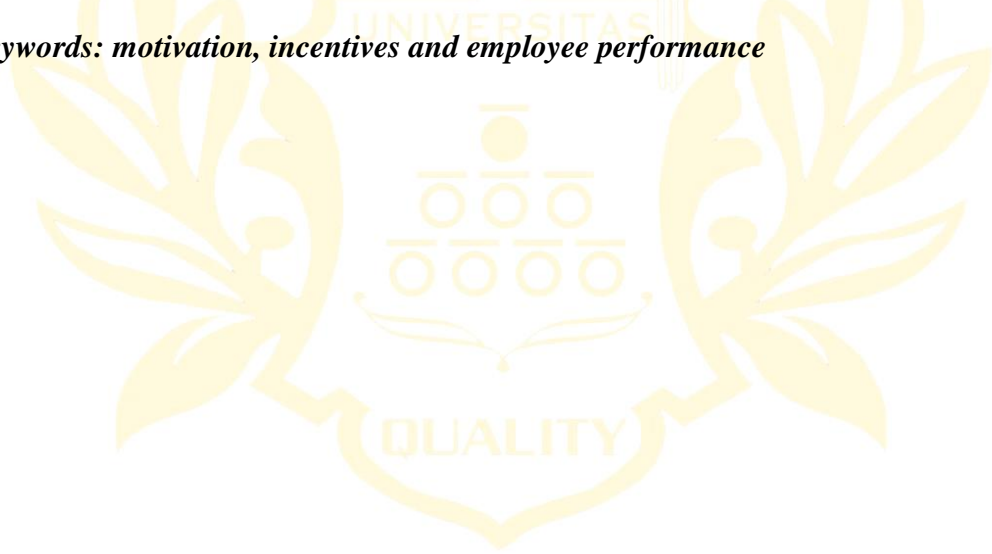 UNIVERSITAS
ywords: motivation, incentives and employee performance
QUALITY